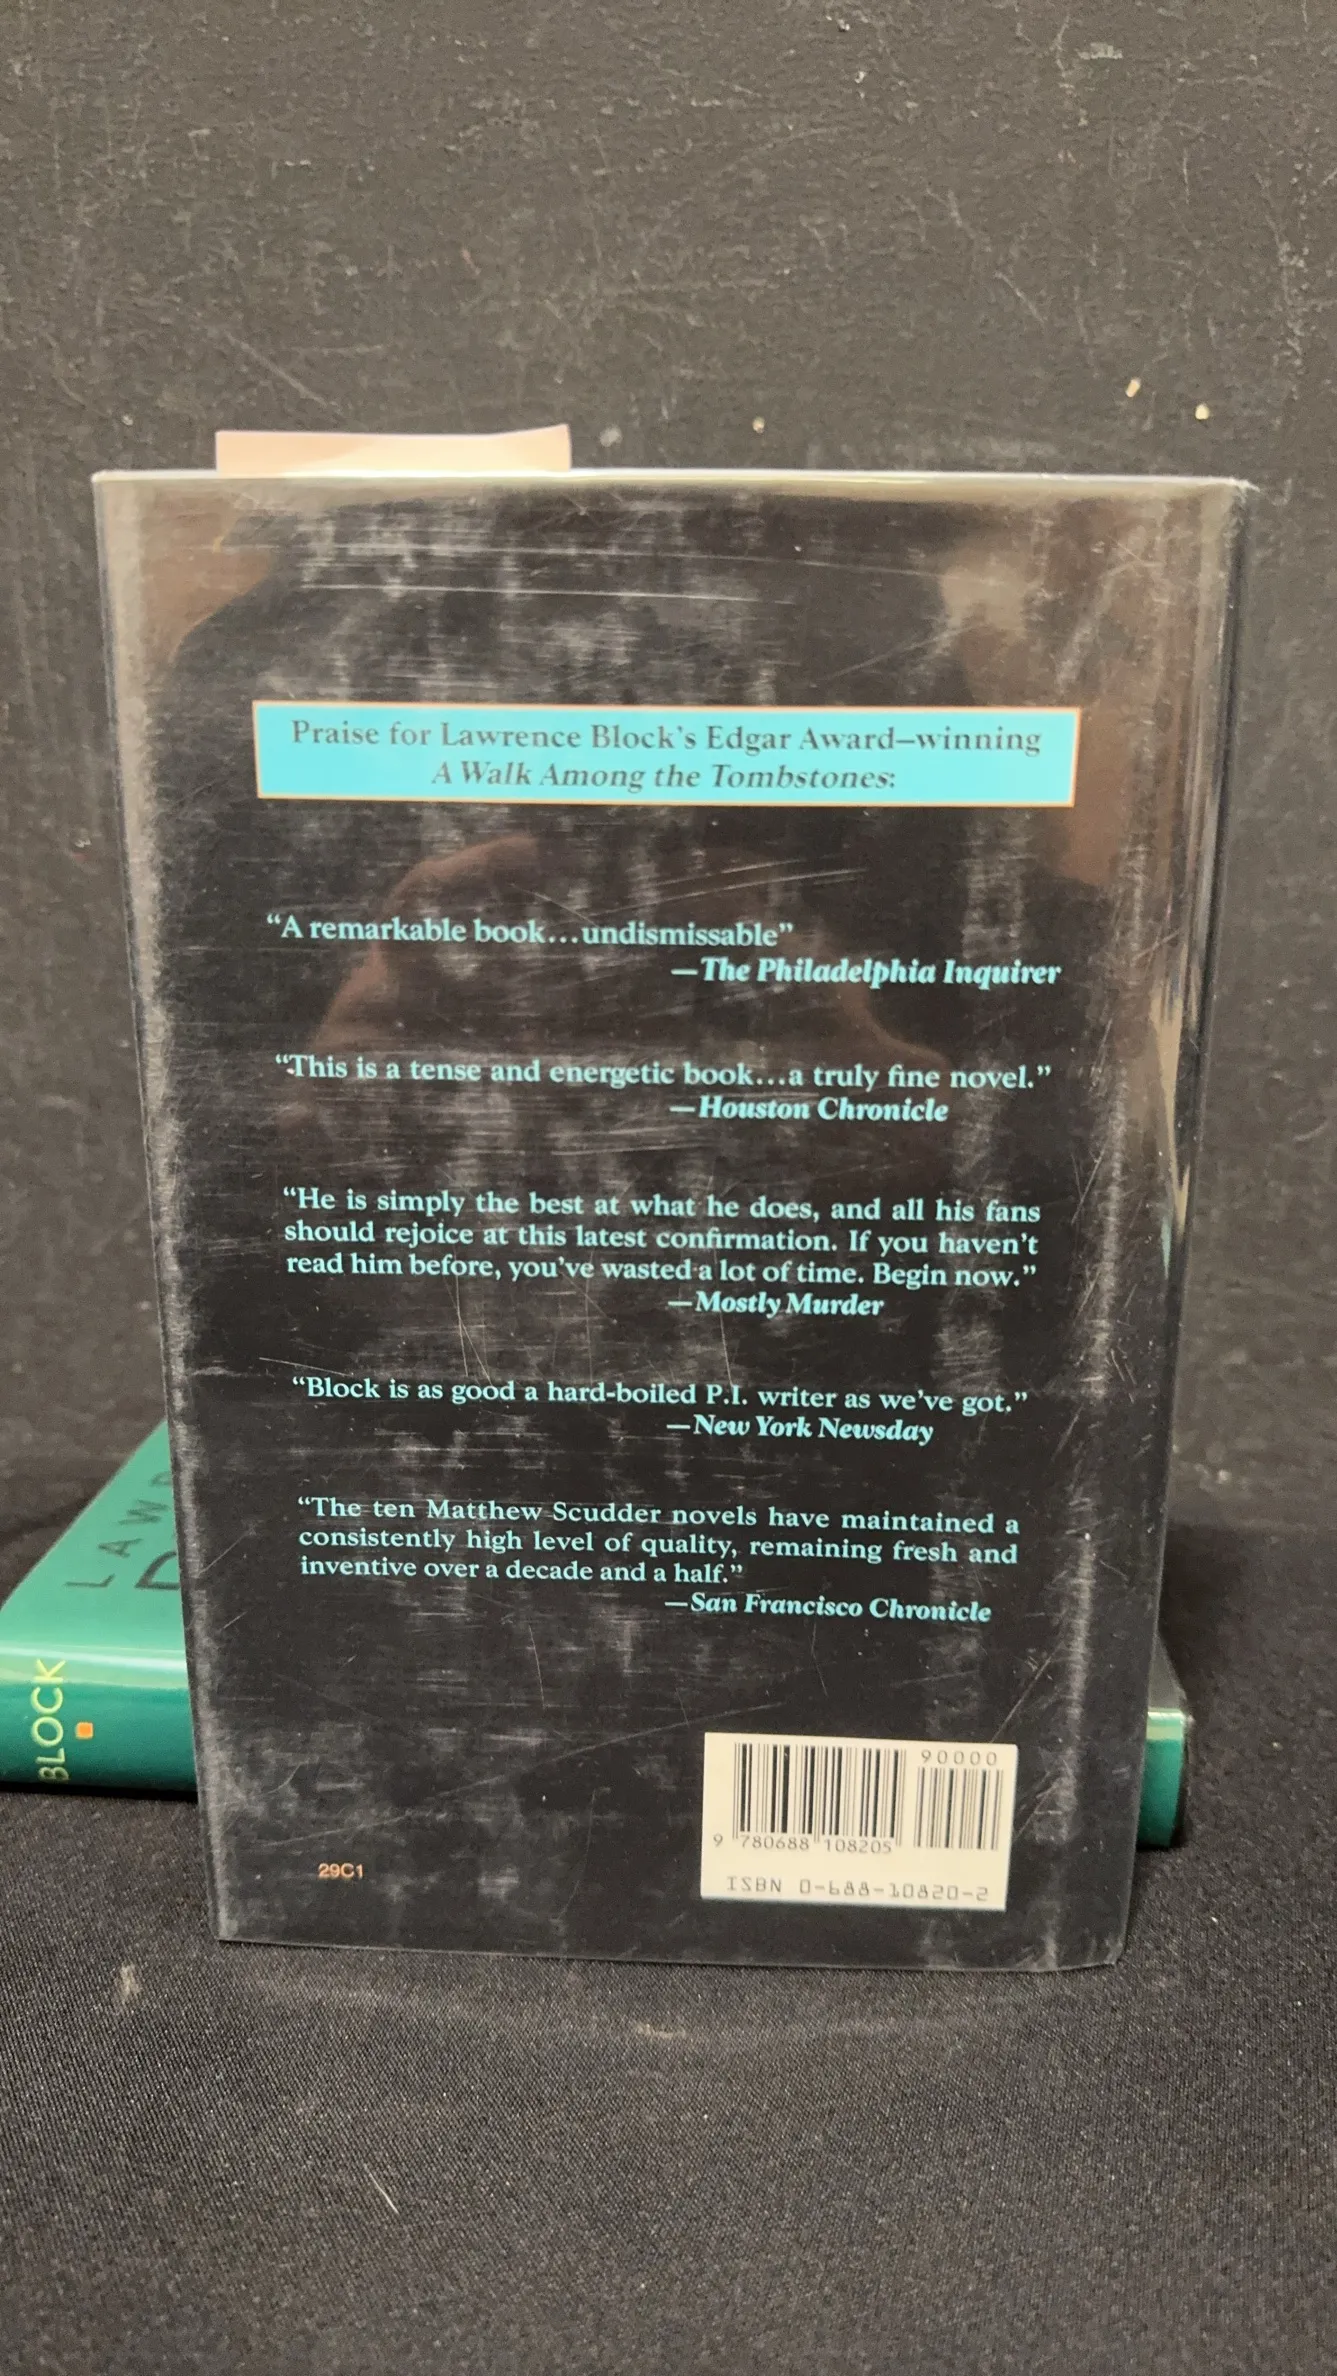 Praise for Lawrence Block's Edgar Award–winning
A Walk Among the Tombstones:
“A remarkable book...undismissable”
—The Philadelphia Inquirer
“This is a tense and energetic book...a truly fine novel.”
—Houston Chronicle
“He is simply the best at what he does, and all his fans
should rejoice at this latest confirmation. If you haven't
read him before, you've wasted a lot of time. Begin now.”
—Mostly Murder
“Block is as good a hard-boiled P.I. writer as we've got.”
—New York Newsday
“The ten Matthew Scudder novels have maintained a
consistently high level of quality, remaining fresh and
inventive over a decade and a half.”
—San Francisco Chronicle
90000
9 780688 108205
ISBN 0-688-10820-2
29C1
BLOCK